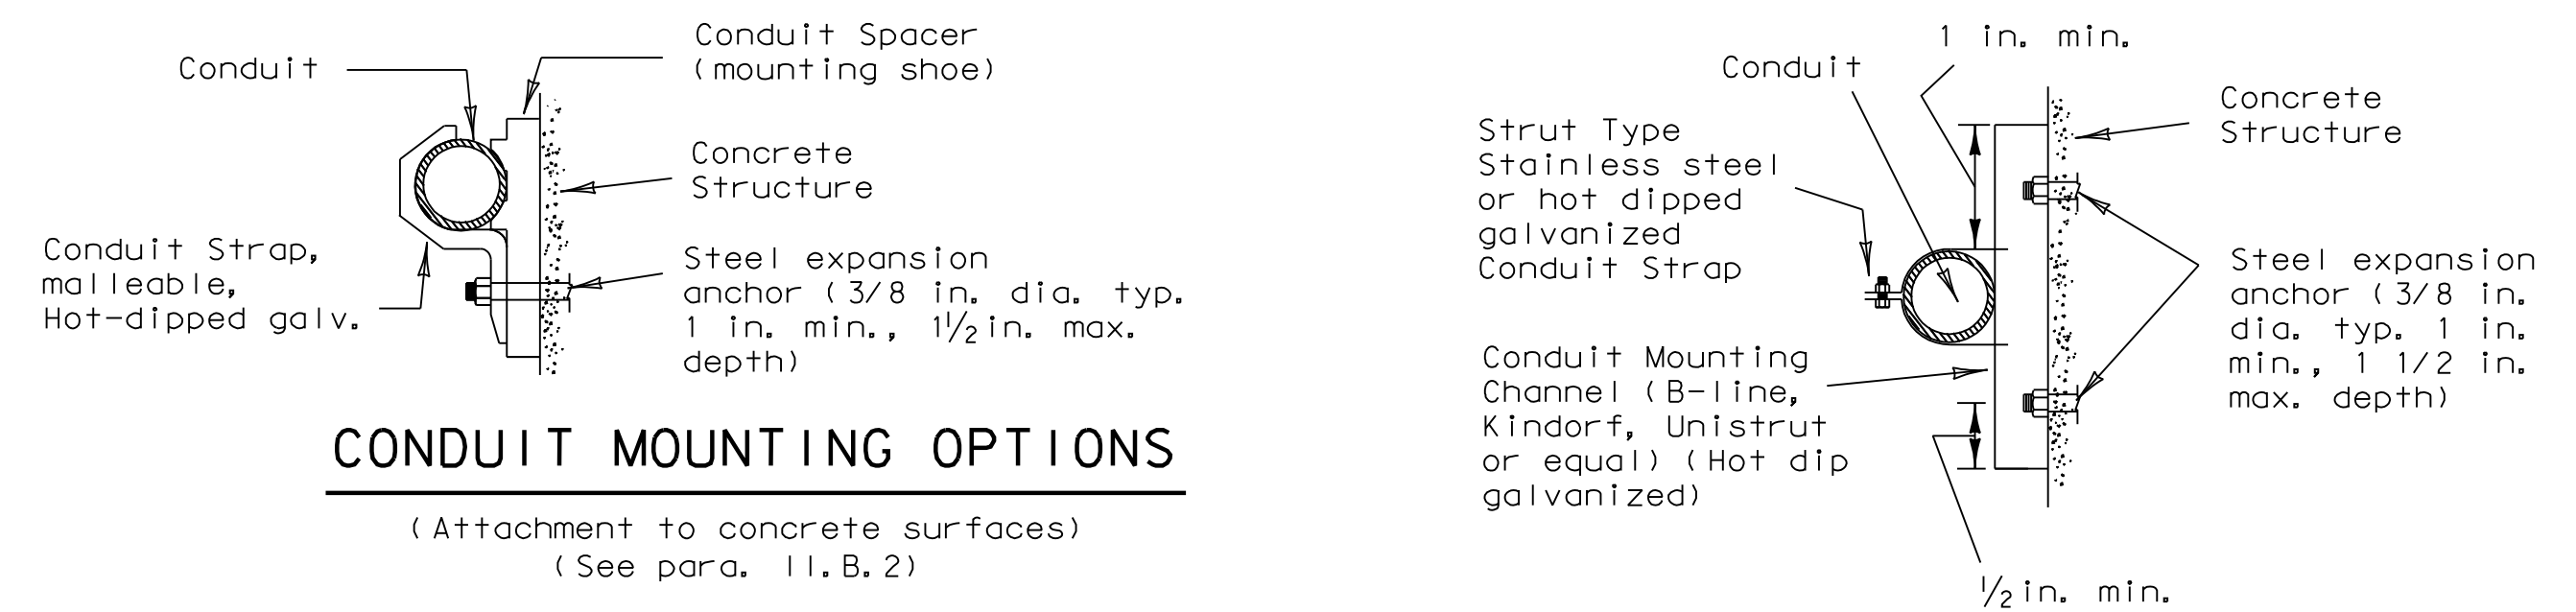 Conduit
Conduit Spacer
(mounting shoe)
Concrete
Structure
Conduit Strap,
malleable,
Hot-dipped galv.
Steel expansion
anchor (3/8 in. dia. typ.
1 in. min., 1½in. max.
depth)
CONDUIT MOUNTING OPTIONS
(Attachment to concrete surfaces)
(See para. II.B.2)
1 in. min.
Conduit
Concrete
Structure
Strut Type
Stainless steel
or hot dipped
galvanized
Conduit Strap
Steel expansion
anchor (3/8 in.
dia. typ. 1 in.
min., 1 1/2 in.
max. depth)
Conduit Mounting
Channel (B-line,
Kindorf, Unistrut
or equal) (Hot dip
galvanized)
½in. min.